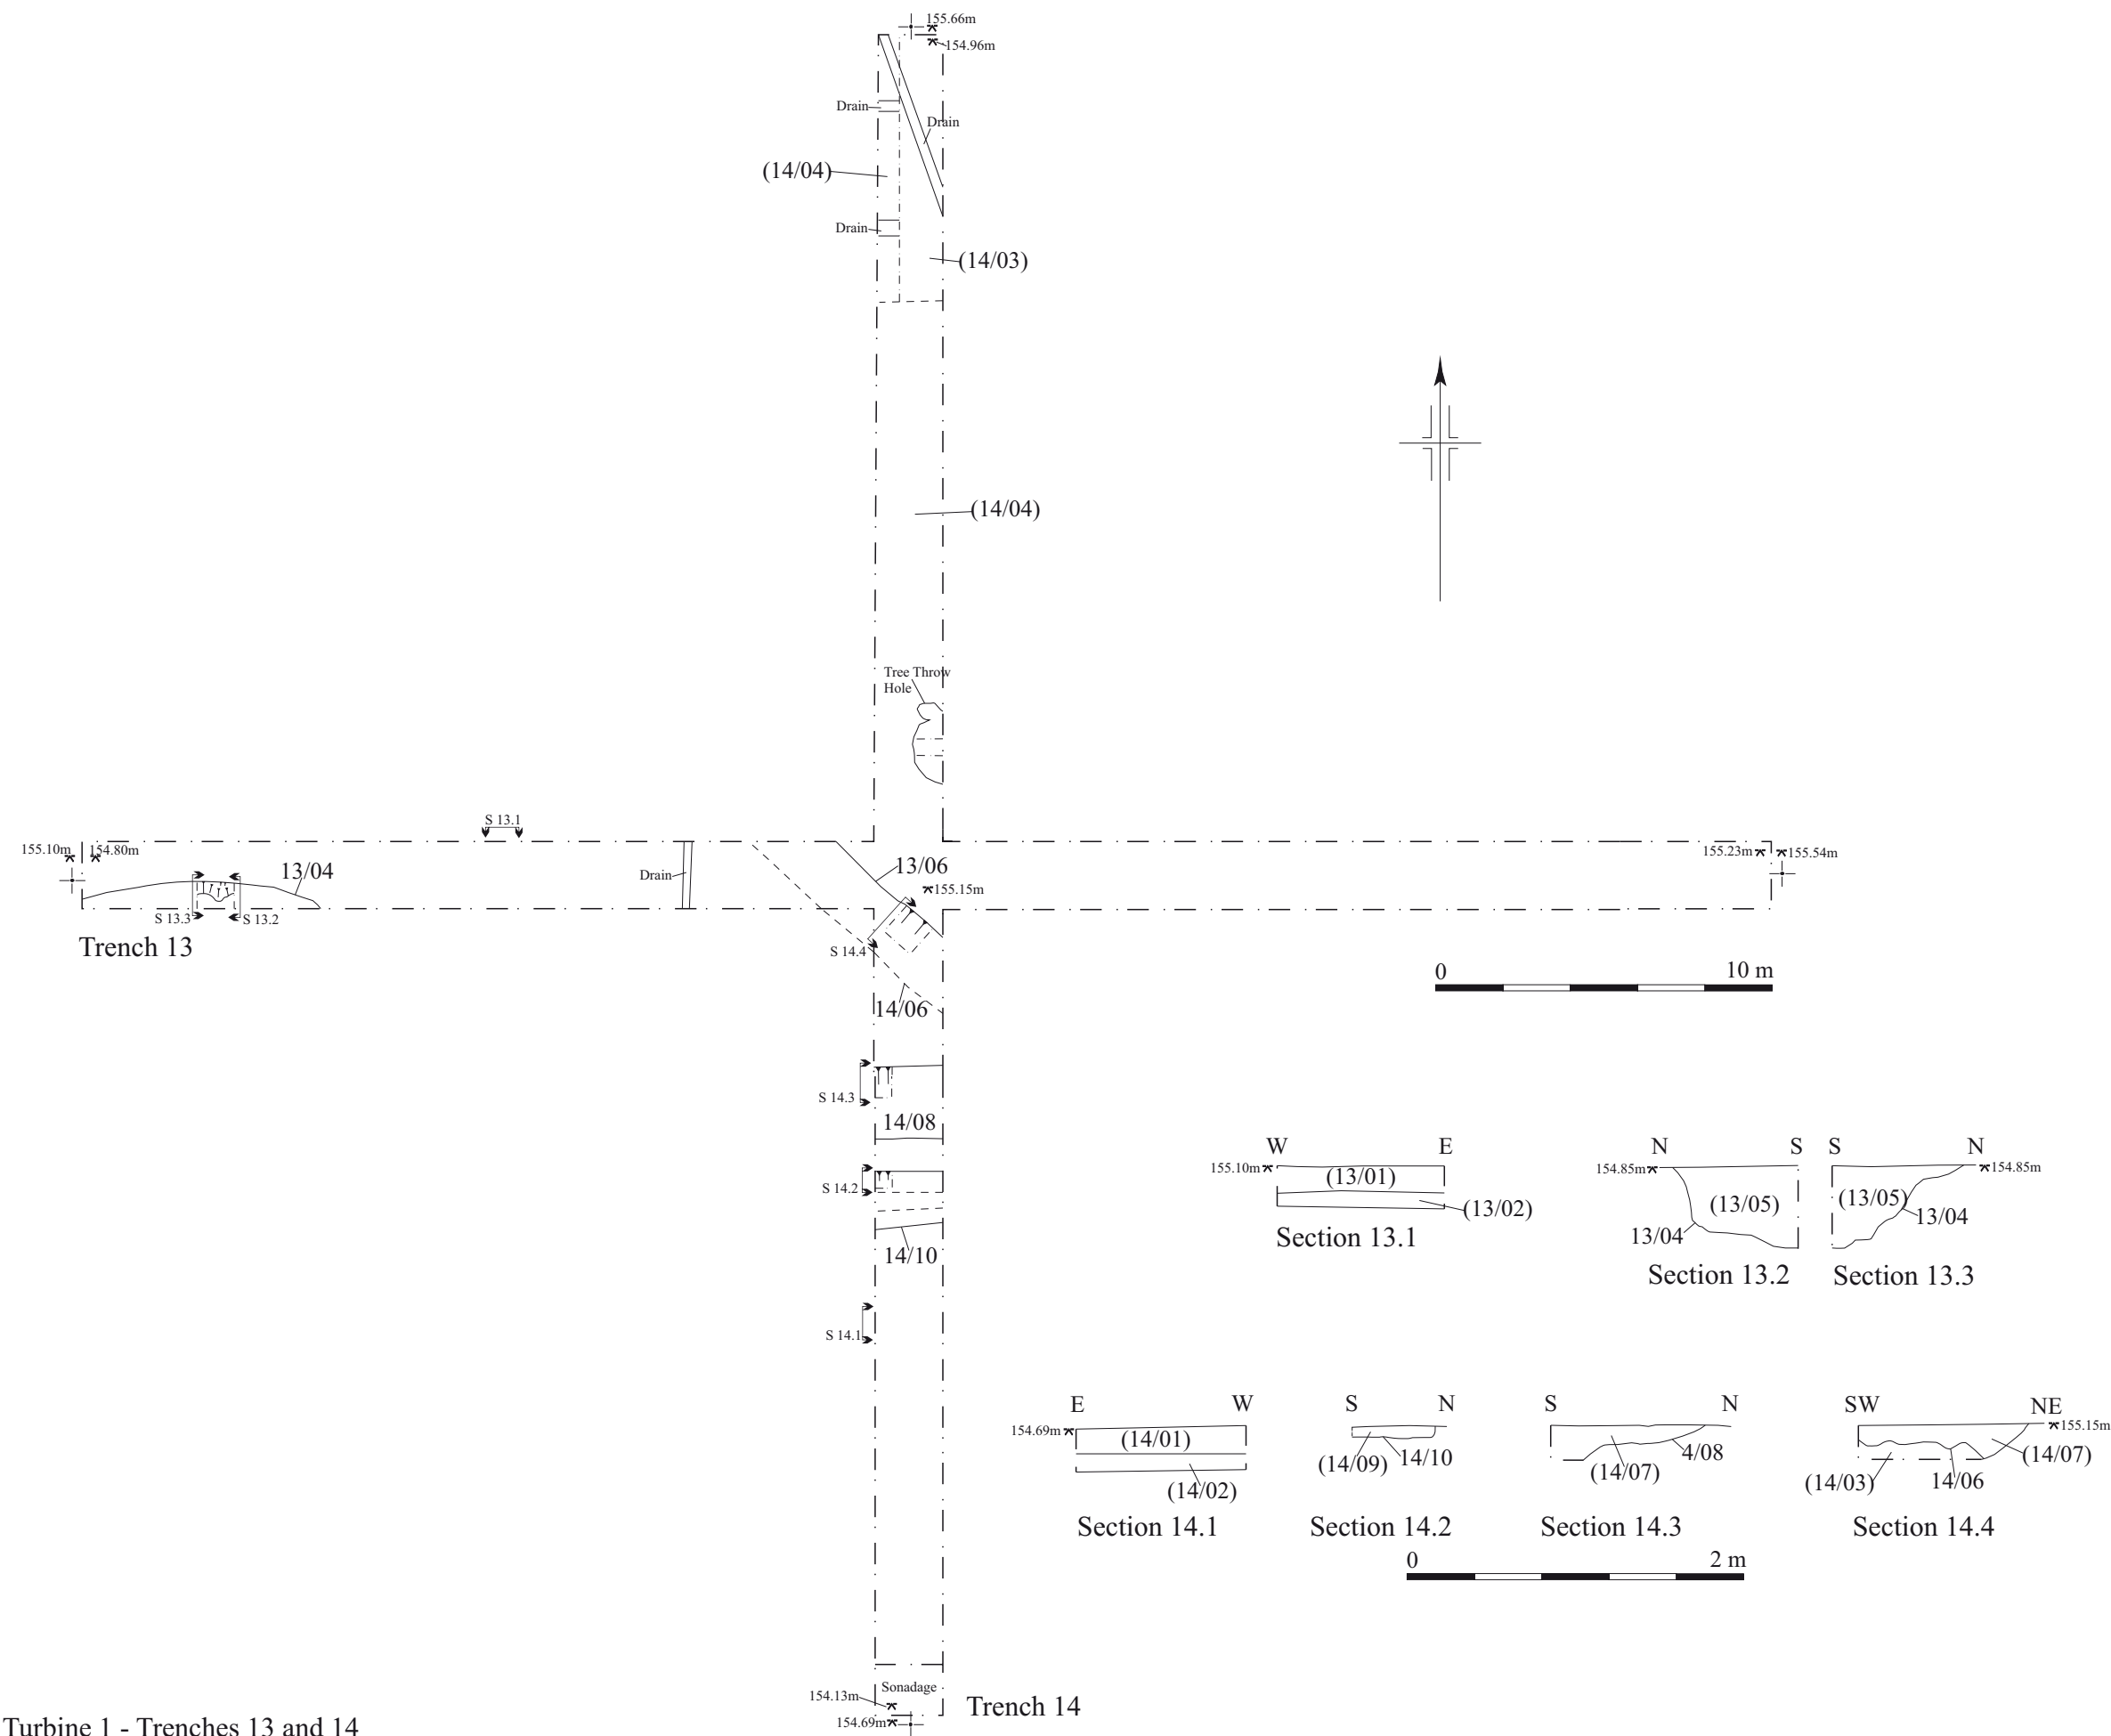 155.66m
154.96m
Drain
Drain
(14/04)
Drain
(14/03)
(14/04)
Tree Throw
Hole
S 13.1
155.10m
154.80m
13/04
S 13.3
S 13.2
Trench 13
Drain
13/06
155.15m
155.23m
155.54m
S 14.4
14/06
0
10 m
S 14.3
14/08
S 14.2
14/10
S 14.1
W
E
155.10m
(13/01)
(13/02)
Section 13.1
N
S
154.85m
(13/05)
13/04
Section 13.2
S
N
154.85m
(13/05)
13/04
Section 13.3
E
W
154.69m
(14/01)
(14/02)
Section 14.1
S
N
(14/09)
14/10
Section 14.2
S
N
(14/07)
4/08
Section 14.3
SW
NE
155.15m
(14/07)
(14/03)
14/06
Section 14.4
0
2 m
Sonadage
154.13m
154.69m
Trench 14
Turbine 1 - Trenches 13 and 14